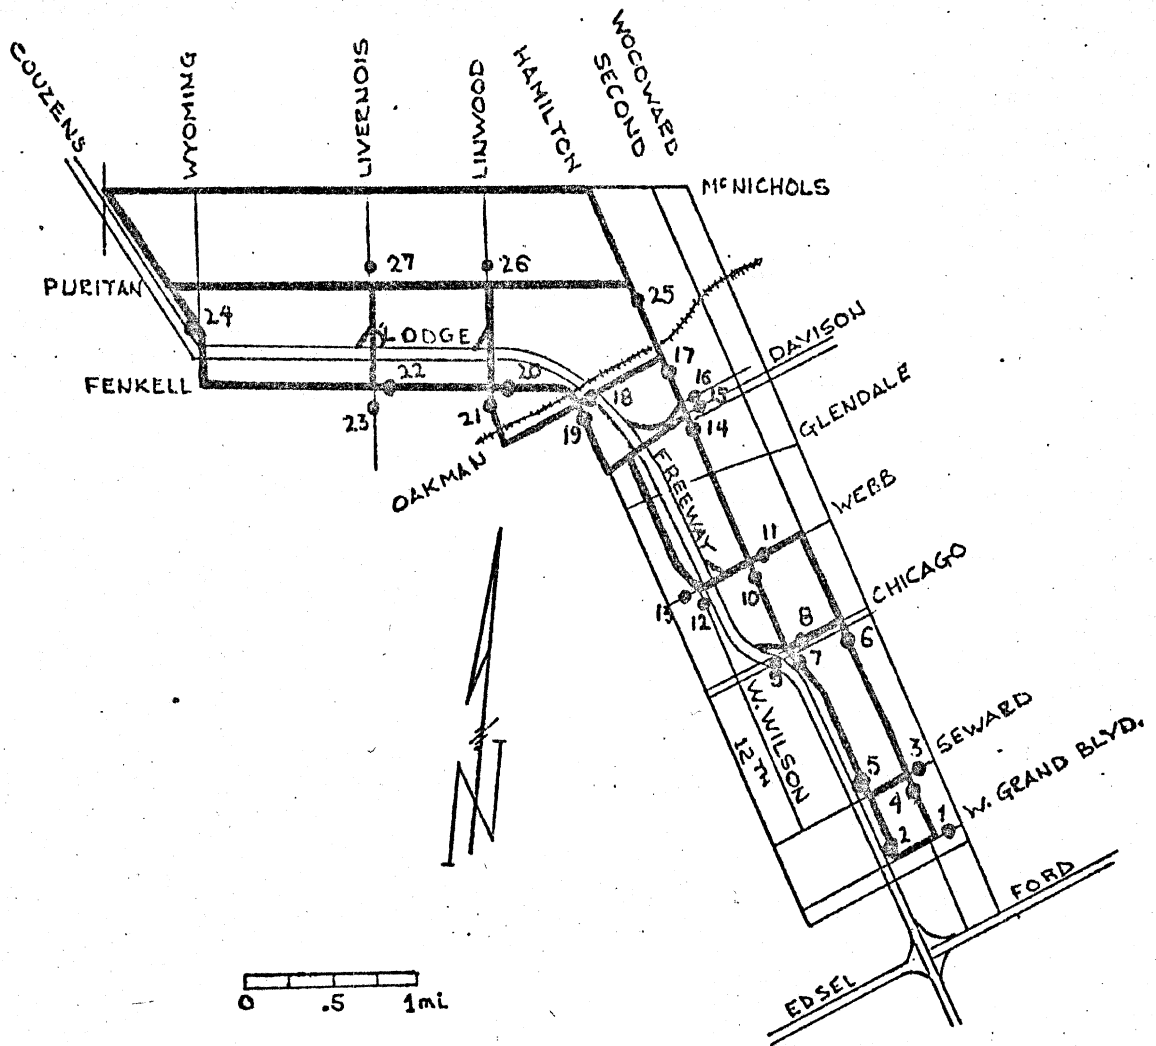 COUZENS
WYOMING
LIVERNOIS
LINWOOD
HAMILTON
SECOND
WOODWARD
McNICHOLS
27
26
PURITAN
25
24
LODGE
DAVISON
17
16
FENKELL
22
20
18
15
GLENDALE
23
21
19
14
OAKMAN
FREEWAY
WEBB
11
10
CHICAGO
13
12
8
6
9
7
W. WILSON
12TH
SEWARD
3
5
4
W. GRAND BLVD.
2
1
N
FORD
EDSEL
0 .5 1mi